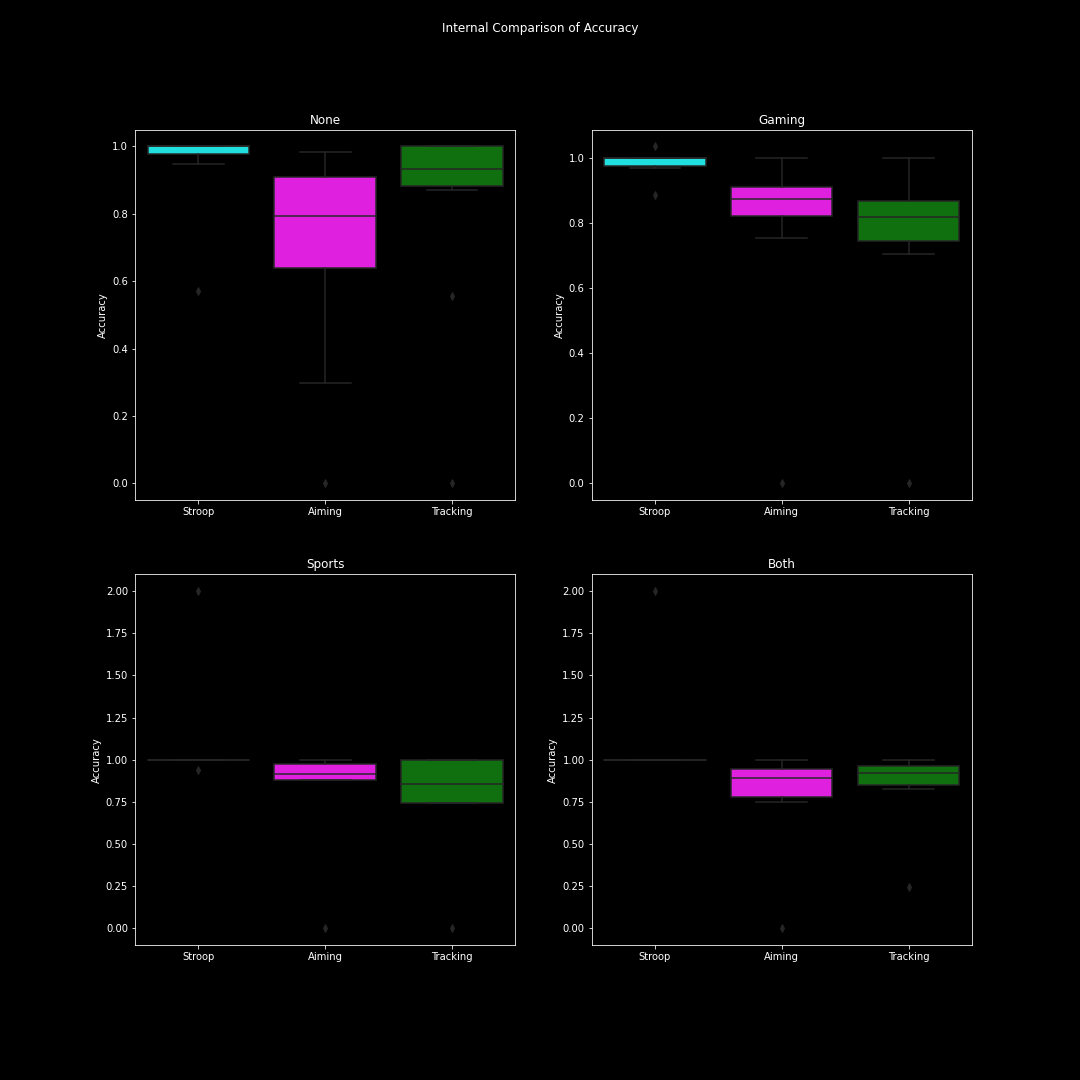 Internal Comparison of Accuracy
None
Accuracy
1.0
0.8
0.6
0.4
0.2
0.0
Stroop Aiming Tracking
Gaming
Accuracy
1.0
0.8
0.6
0.4
0.2
0.0
Stroop Aiming Tracking
Sports
Accuracy
2.00
1.75
1.50
1.25
1.00
0.75
0.50
0.25
0.00
Stroop Aiming Tracking
Both
Accuracy
2.00
1.75
1.50
1.25
1.00
0.75
0.50
0.25
0.00
Stroop Aiming Tracking